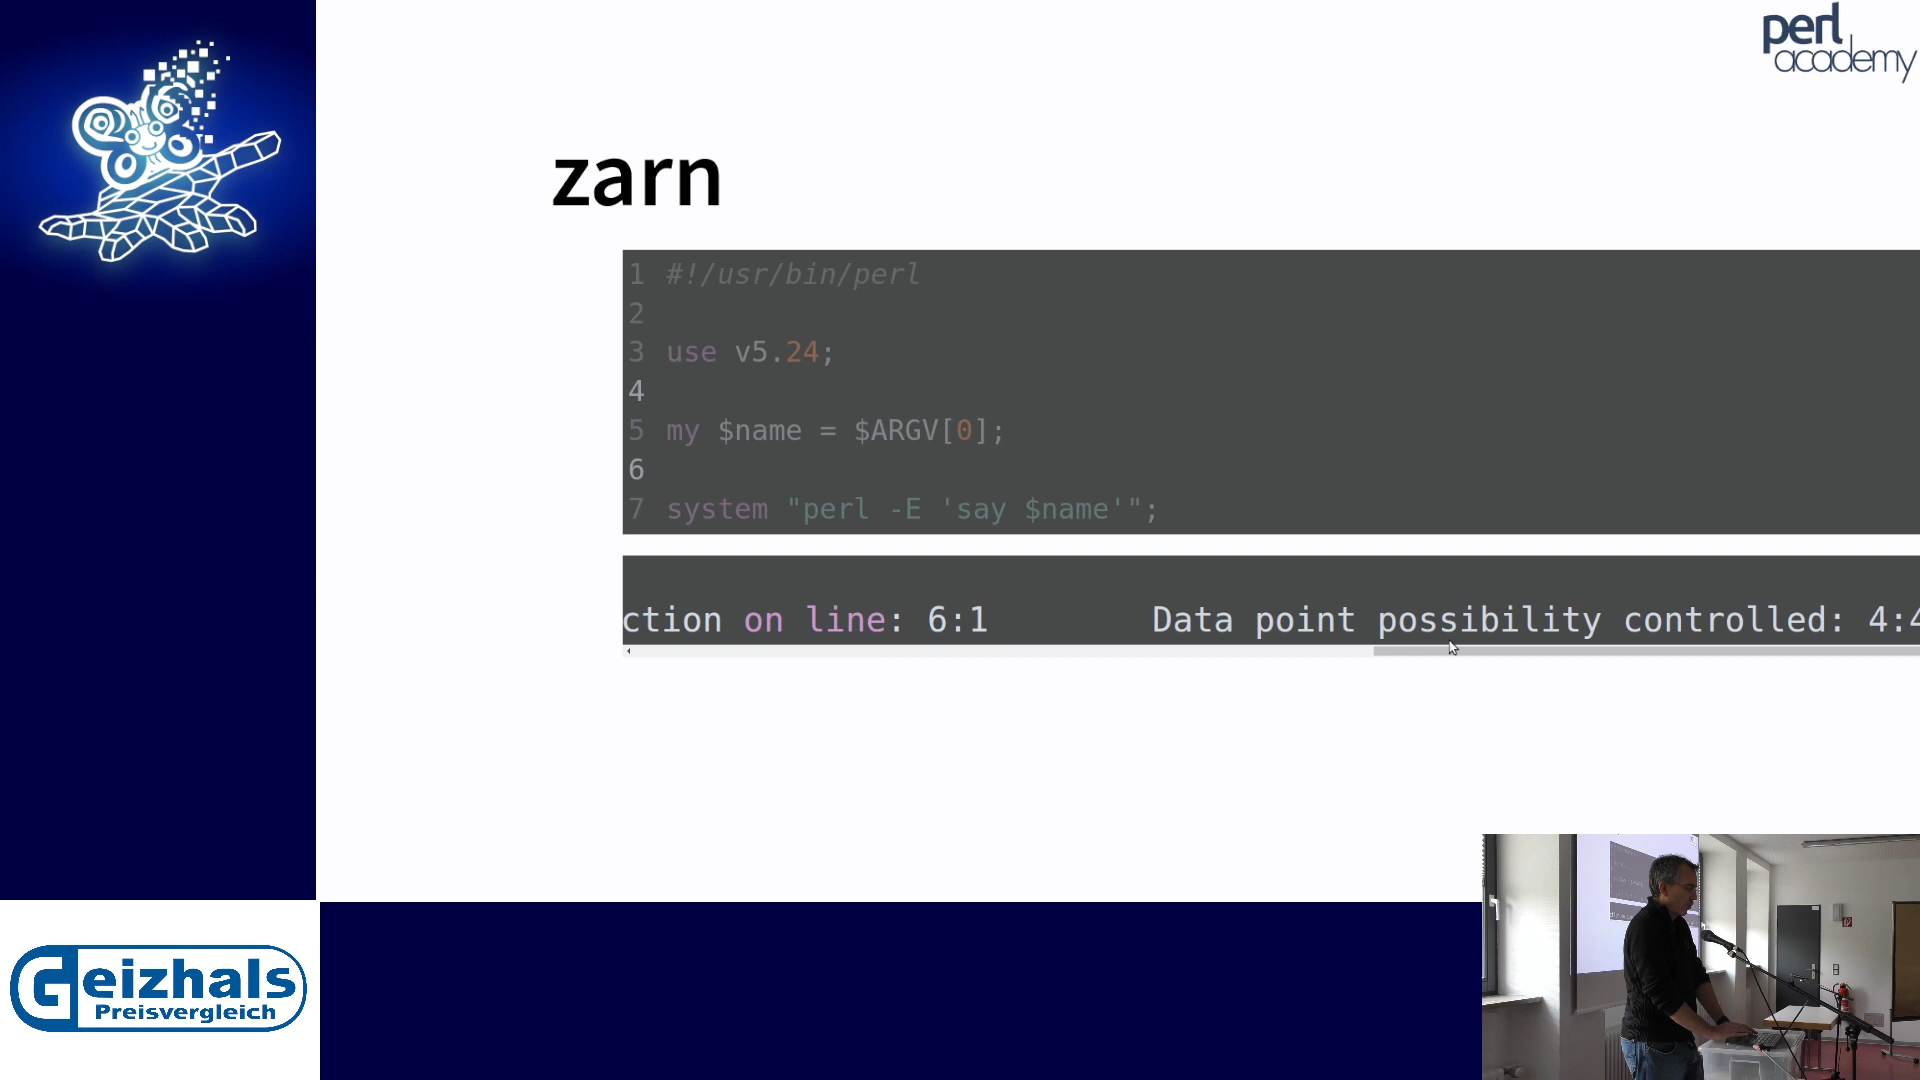 perl
academy
zarn
1 #!/usr/bin/perl
2
3 use v5.24;
4
5 my $name = $ARGV[0];
6
7 system "perl -E 'say $name'";
ction on line: 6:1 Data point possibility controlled: 4:4
Geizhals
Preisvergleich